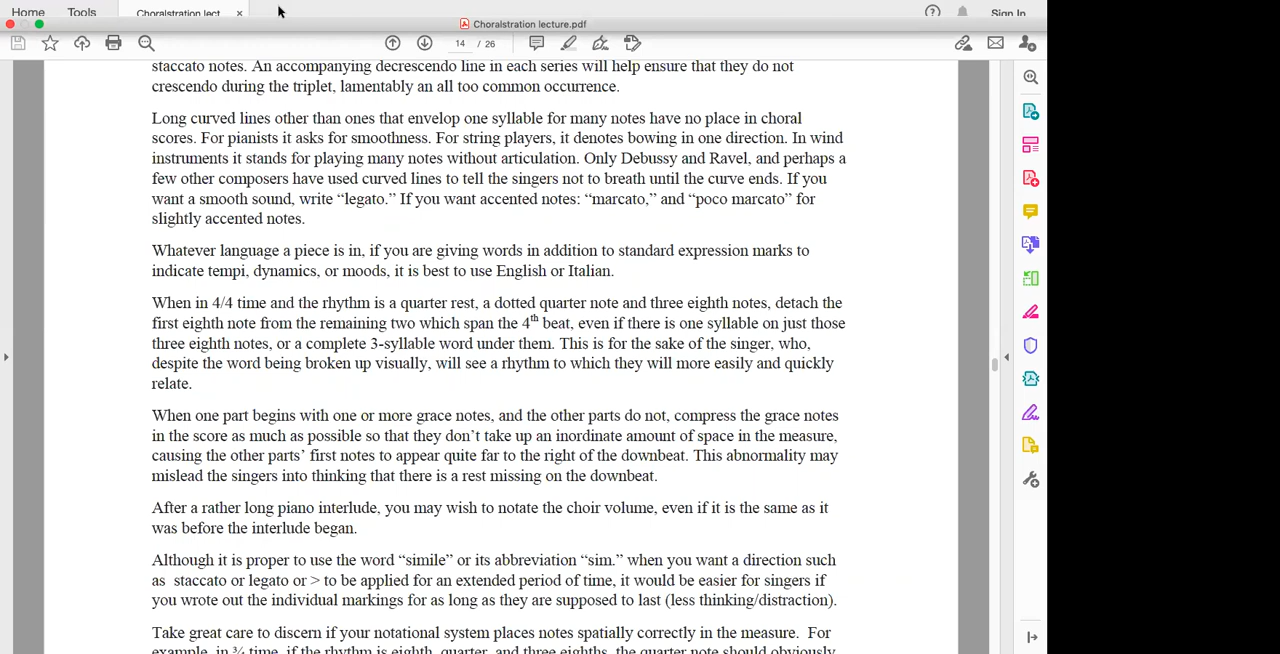 Home Tools Choralstration lect... × Sign In
Choralstration lecture.pdf
14 / 26
staccato notes. An accompanying decrescendo line in each series will help ensure that they do not
crescendo during the triplet, lamentably an all too common occurrence.
Long curved lines other than ones that envelop one syllable for many notes have no place in choral
scores. For pianists it asks for smoothness. For string players, it denotes bowing in one direction. In wind
instruments it stands for playing many notes without articulation. Only Debussy and Ravel, and perhaps a
few other composers have used curved lines to tell the singers not to breath until the curve ends. If you
want a smooth sound, write “legato.” If you want accented notes: “marcato,” and “poco marcato” for
slightly accented notes.
Whatever language a piece is in, if you are giving words in addition to standard expression marks to
indicate tempi, dynamics, or moods, it is best to use English or Italian.
When in 4/4 time and the rhythm is a quarter rest, a dotted quarter note and three eighth notes, detach the
first eighth note from the remaining two which span the 4th beat, even if there is one syllable on just those
three eighth notes, or a complete 3-syllable word under them. This is for the sake of the singer, who,
despite the word being broken up visually, will see a rhythm to which they will more easily and quickly
relate.
When one part begins with one or more grace notes, and the other parts do not, compress the grace notes
in the score as much as possible so that they don’t take up an inordinate amount of space in the measure,
causing the other parts’ first notes to appear quite far to the right of the downbeat. This abnormality may
mislead the singers into thinking that there is a rest missing on the downbeat.
After a rather long piano interlude, you may wish to notate the choir volume, even if it is the same as it
was before the interlude began.
Although it is proper to use the word “simile” or its abbreviation “sim.” when you want a direction such
as staccato or legato or > to be applied for an extended period of time, it would be easier for singers if
you wrote out the individual markings for as long as they are supposed to last (less thinking/distraction).
Take great care to discern if your notational system places notes spatially correctly in the measure. For
example, in ¾ time, if the rhythm is eighth, quarter, and three eighths, the quarter note should obviously